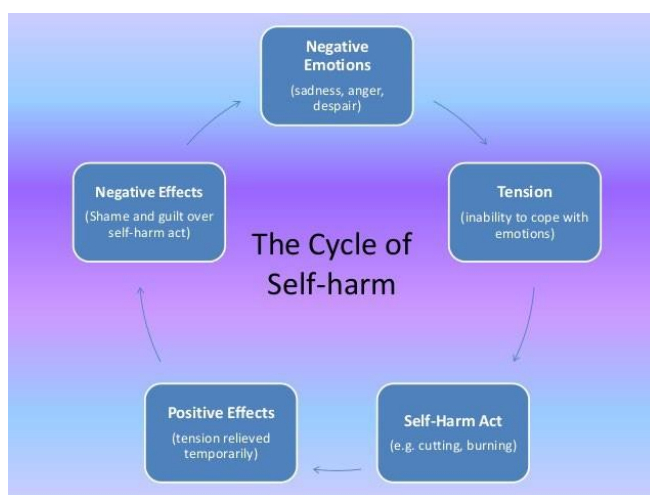 Negative
Emotions
(sadness, anger,
despair)
Tension
(inability to cope with
emotions)
Self-Harm Act
(e.g. cutting, burning)
Positive Effects
(tension relieved
temporarily)
Negative Effects
(Shame and guilt over
self-harm act)
The Cycle of
Self-harm